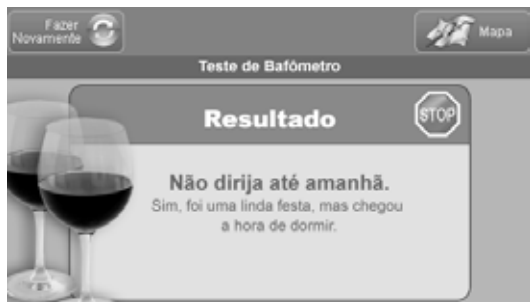 Fazer
Novamente
Mapa
Teste de Bafômetro
Resultado
STOP
Não dirija até amanhã.
Sim, foi uma linda festa, mas chegou
a hora de dormir.